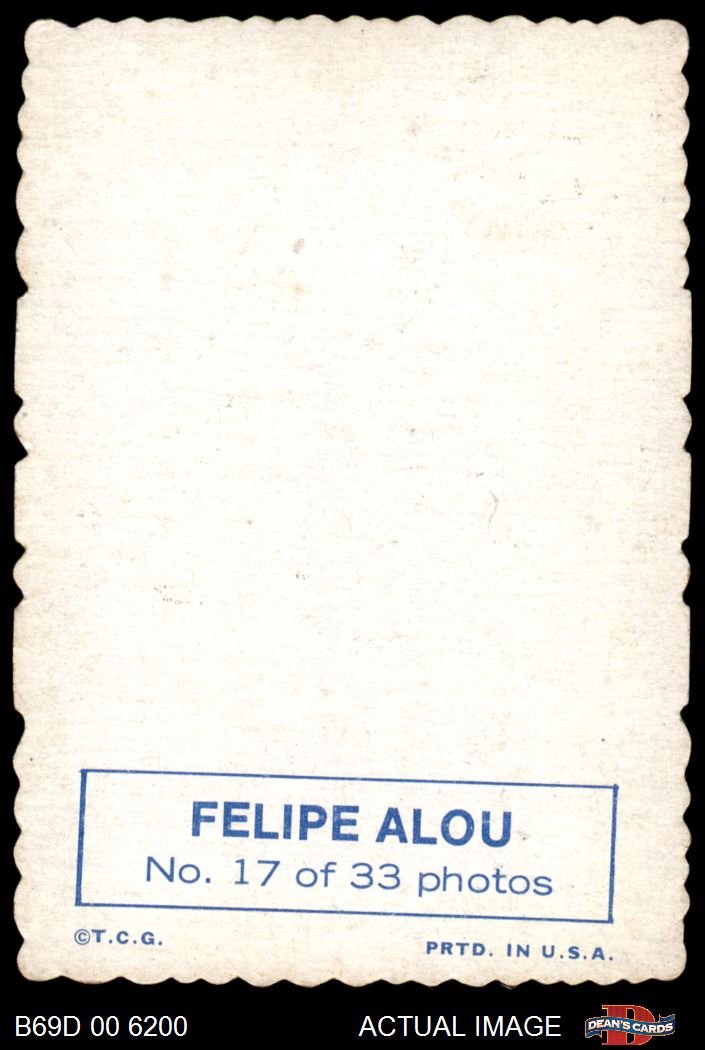 FELIPE ALOU
No. 17 of 33 photos
©T.C.G.
PRTD. IN U.S.A.
B69D 00 6200
ACTUAL IMAGE
D
DEAN'S CARDS